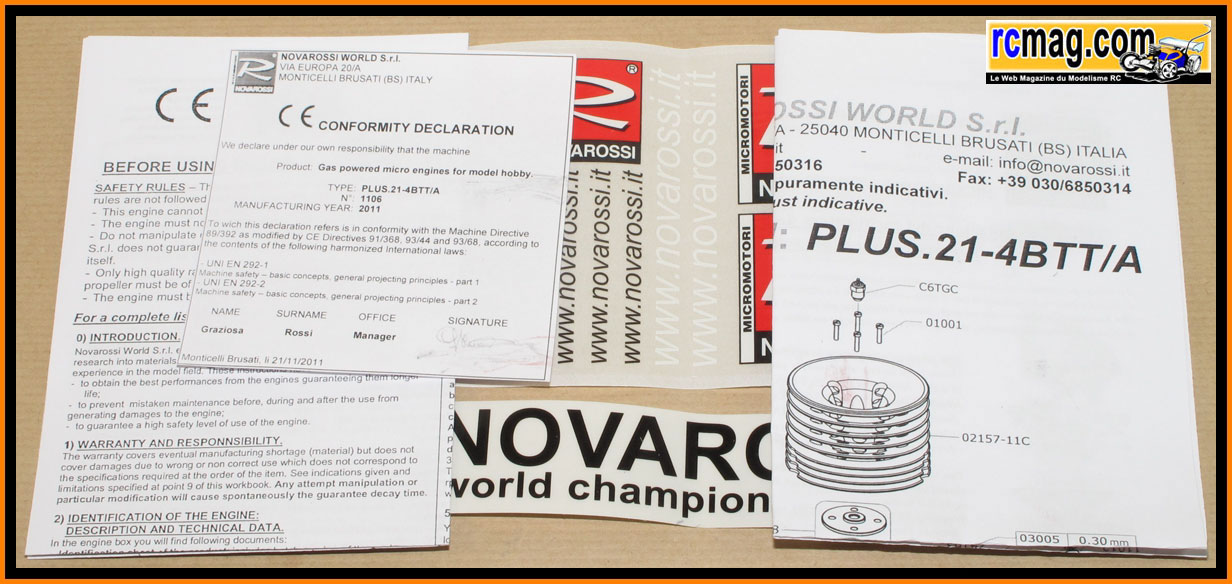 rcmag.com
Le Web Magazine du Modelisme RC
CE
BEFORE USIN
SAFETY RULES – Th
rules are not followed
- This engine cannot
- The engine must no
- Do not manipulate
S.r.l. does not guarar
itself.
- Only high quality ra
propeller must be of
- The engine must b
For a complete lis
0) INTRODUCTION.
Novarossi World S.r.l. e
research into materials
experience in the model field. These
- to obtain the best performances from the engines guaranteeing them longer
life;
- to prevent mistaken maintenance before, during and after the use from
generating damages to the engine;
- to guarantee a high safety level of use of the engine.
1) WARRANTY AND RESPONNSIBILITY.
The warranty covers eventual manufacturing shortage (material) but does not
cover damages due to wrong or non correct use which does not correspond to
the specifications required at the order of the item. See indications given and
limitations specified at point 9 of this workbook. Any attempt manipulation or
particular modification will cause spontaneously the guarantee decay time.
2) IDENTIFICATION OF THE ENGINE:
DESCRIPTION AND TECHNICAL DATA.
In the engine box you will find following documents:
R
NOVAROSSI
NOVAROSSI WORLD S.r.l.
VIA EUROPA 20/A
MONTICELLI BRUSATI (BS) ITALY
CE CONFORMITY DECLARATION
We declare under our own responsibility that the machine
Product: Gas powered micro engines for model hobby.
TYPE: PLUS.21-4BTT/A
N°: 1106
MANUFACTURING YEAR: 2011
To wich this declaration refers is in conformity with the Machine Directive
89/392 as modified by CE Directives 91/368, 93/44 and 93/68, according to
the contents of the following harmonized International laws:
- UNI EN 292-1
Machine safety – basic concepts, general projecting principles - part 1
- UNI EN 292-2
Machine safety – basic concepts, general projecting principles - part 2
NAME SURNAME OFFICE SIGNATURE
Graziosa Rossi Manager
Monticelli Brusati, li 21/11/2011
R ®
VAROSSI
www.novarossi.it
www.novarossi.it
www.novarossi.it
www.novarossi.it
www.novarossi.it
MICROMOTORI
N
MICROMOTORI
N
NOVARO
world champion
OSSI WORLD S.r.l.
A - 25040 MONTICELLI BRUSATI (BS) ITALIA
it e-mail: info@novarossi.it
50316 Fax: +39 030/6850314
puramente indicativi.
ust indicative.
: PLUS.21-4BTT/A
C6TGC
01001
02157-11C
03005 0.30 mm